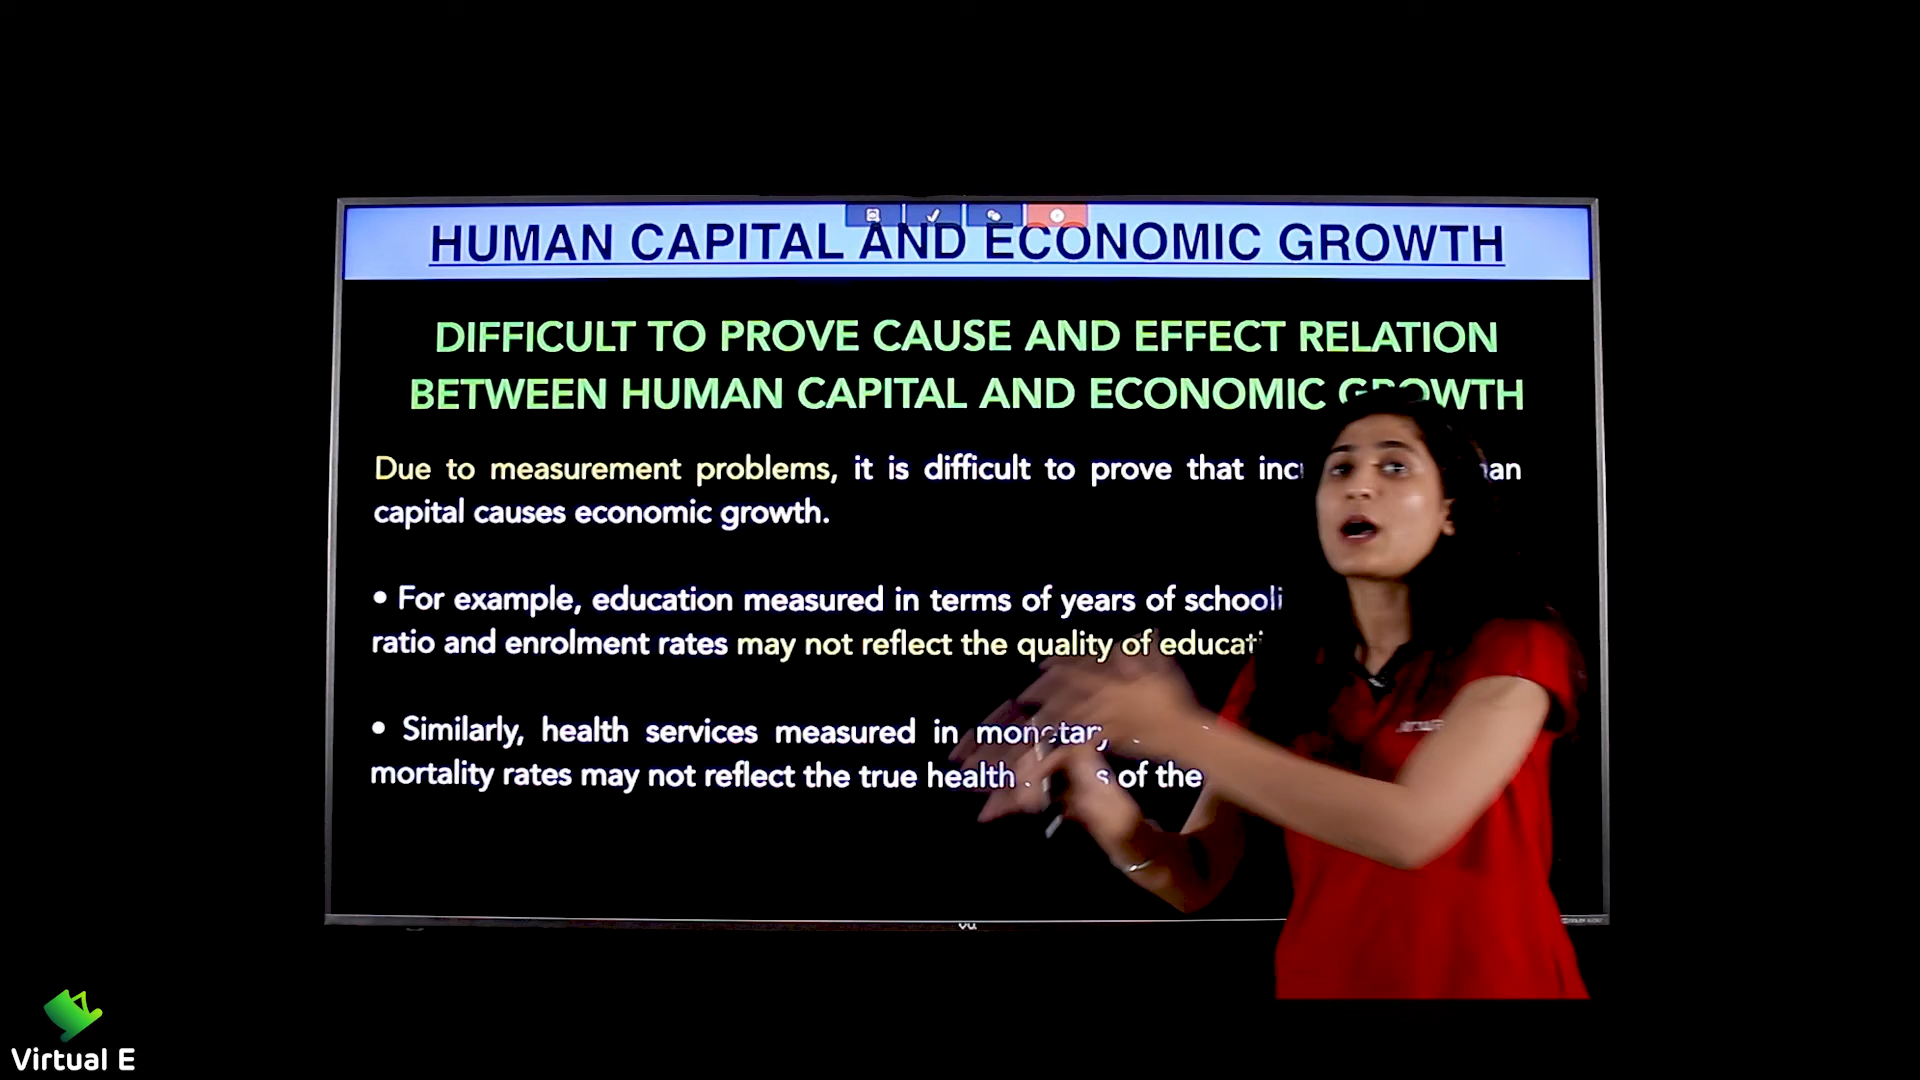 HUMAN CAPITAL AND ECONOMIC GROWTH
DIFFICULT TO PROVE CAUSE AND EFFECT RELATION
BETWEEN HUMAN CAPITAL AND ECONOMIC GROWTH
Due to measurement problems, it is difficult to prove that
capital causes economic growth.
• For example, education measured in terms of years of
ratio and enrolment rates may not reflect the quality of
• Similarly, health services measured in monetary
mortality rates may not reflect the true health of the
vu
Virtual E